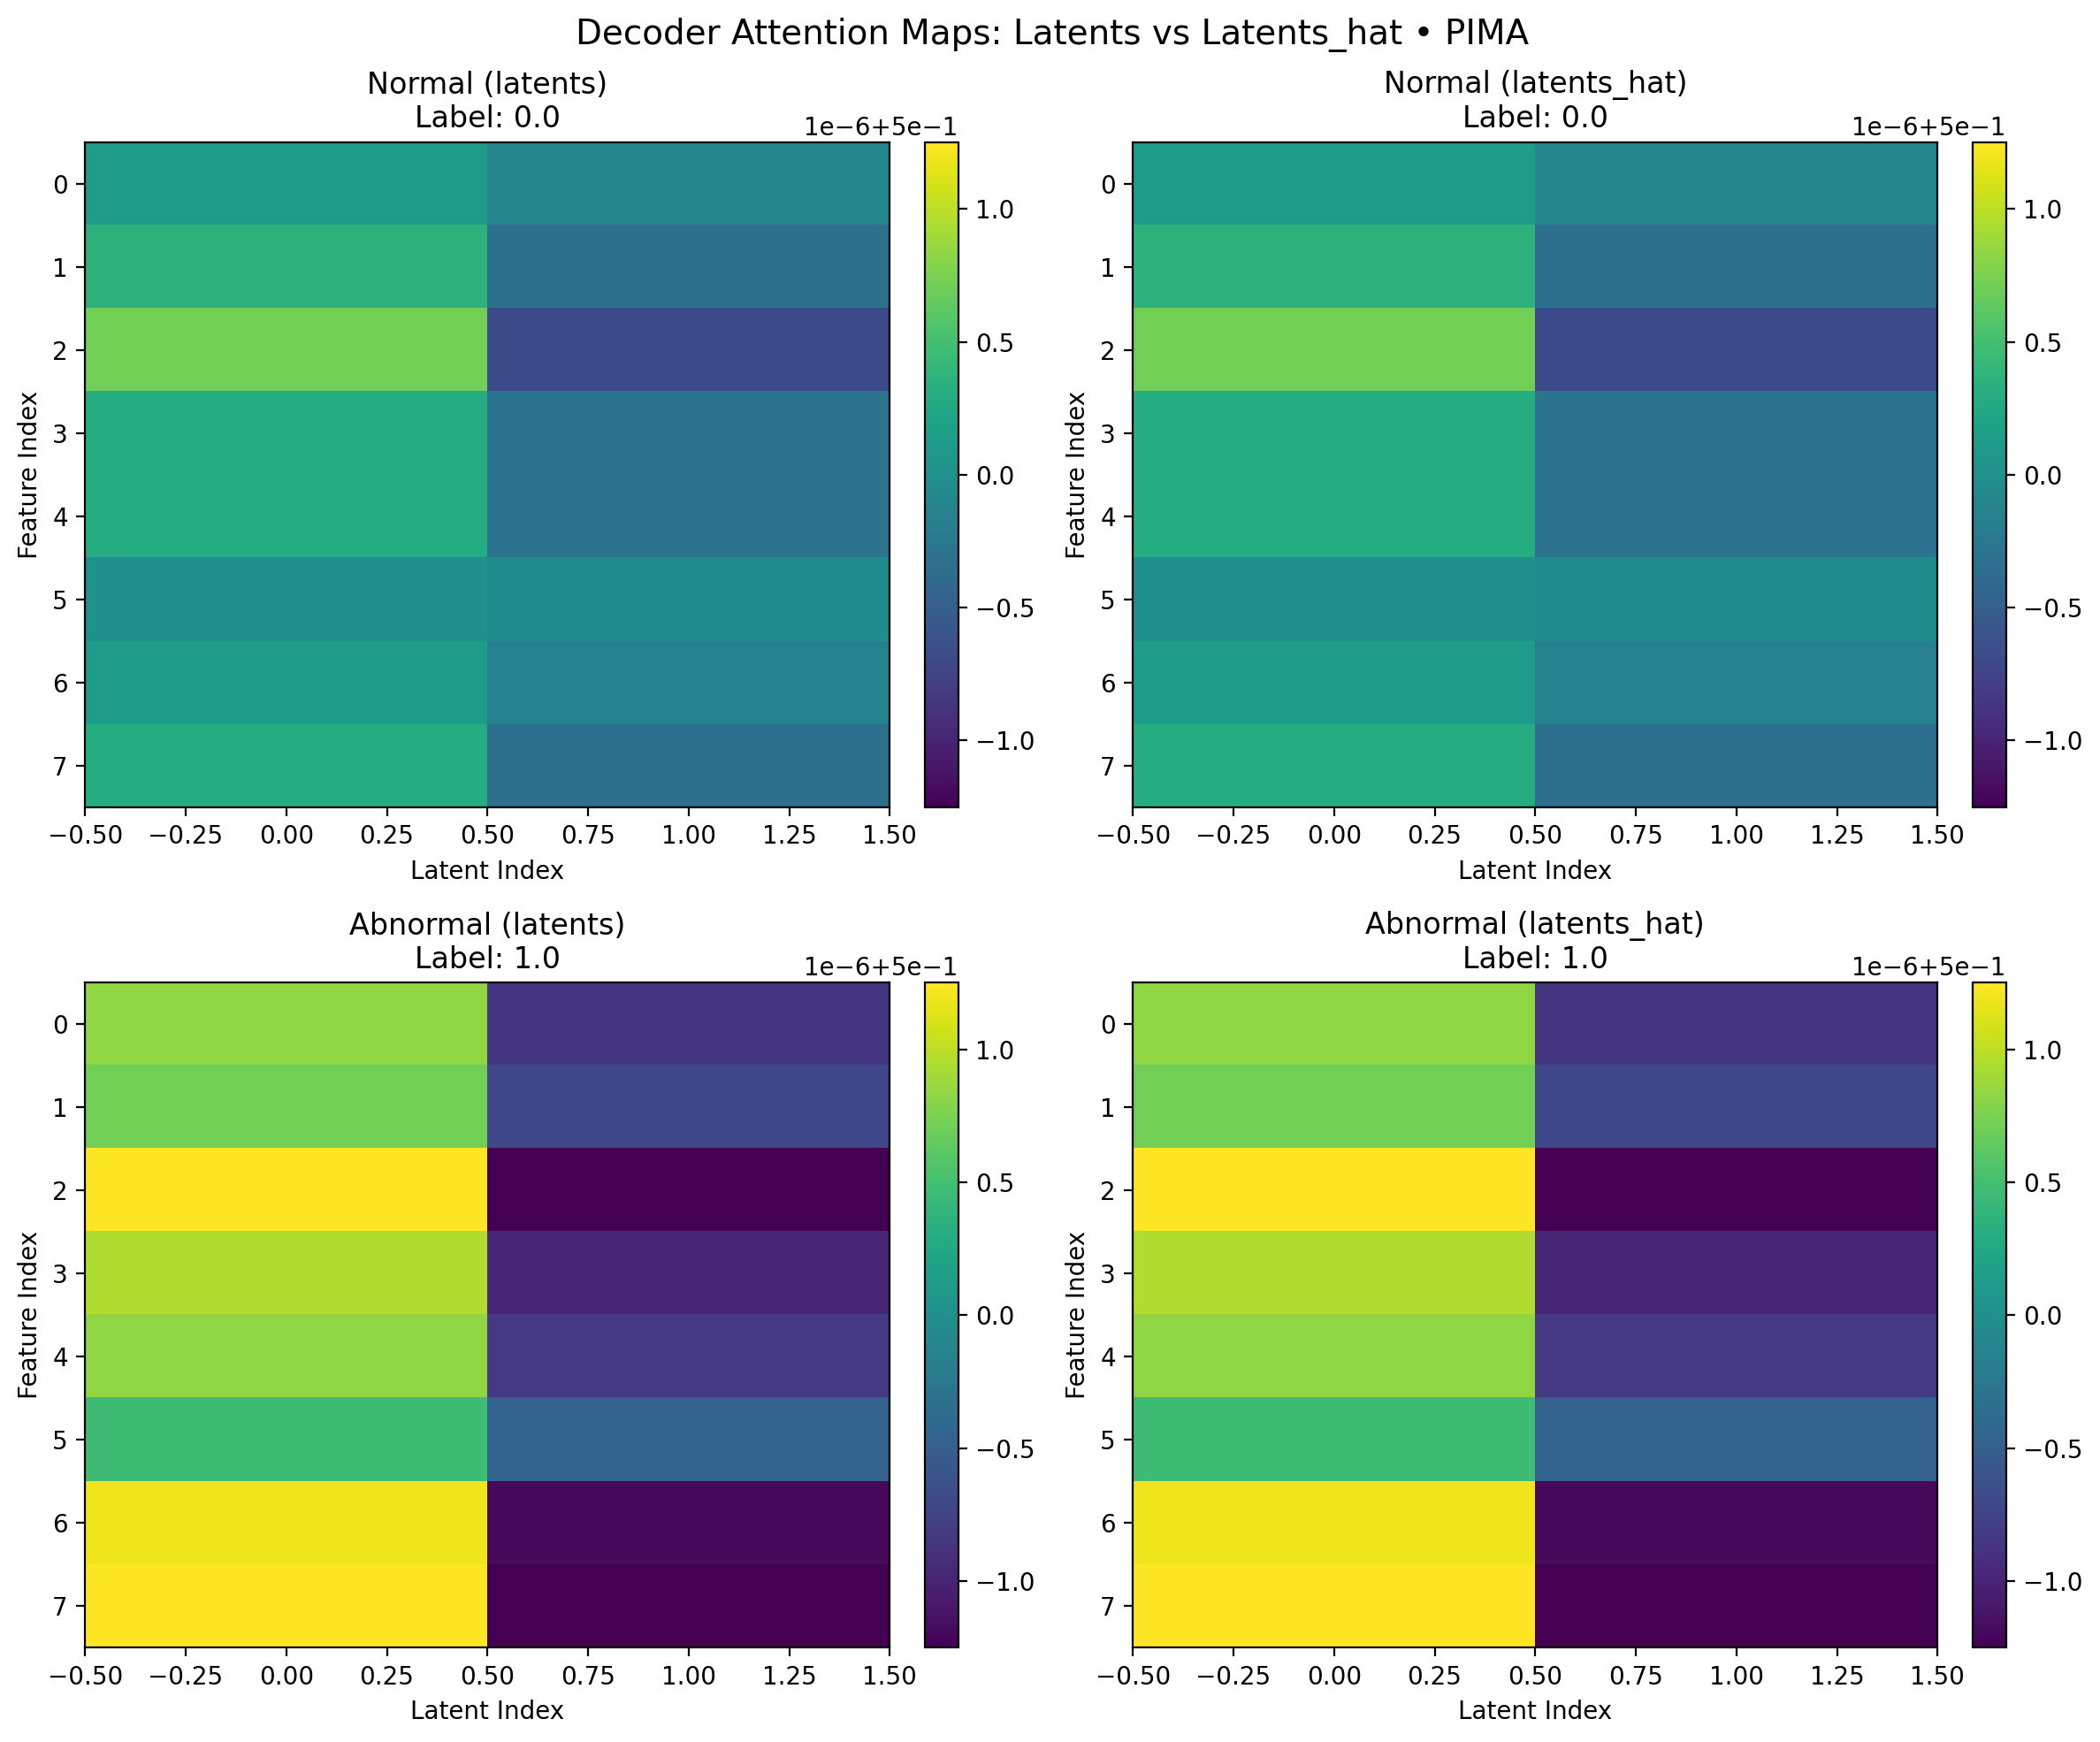 Decoder Attention Maps: Latents vs Latents_hat • PIMA
Normal (latents)
Label: 0.0
1e−6+5e−1
Feature Index
0
1
2
3
4
5
6
7
1.0
0.5
0.0
−0.5
−1.0
−0.50 −0.25 0.00 0.25 0.50 0.75 1.00 1.25 1.50
Latent Index
Normal (latents_hat)
Label: 0.0
1e−6+5e−1
Feature Index
0
1
2
3
4
5
6
7
1.0
0.5
0.0
−0.5
−1.0
−0.50 −0.25 0.00 0.25 0.50 0.75 1.00 1.25 1.50
Latent Index
Abnormal (latents)
Label: 1.0
1e−6+5e−1
Feature Index
0
1
2
3
4
5
6
7
1.0
0.5
0.0
−0.5
−1.0
−0.50 −0.25 0.00 0.25 0.50 0.75 1.00 1.25 1.50
Latent Index
Abnormal (latents_hat)
Label: 1.0
1e−6+5e−1
Feature Index
0
1
2
3
4
5
6
7
1.0
0.5
0.0
−0.5
−1.0
−0.50 −0.25 0.00 0.25 0.50 0.75 1.00 1.25 1.50
Latent Index